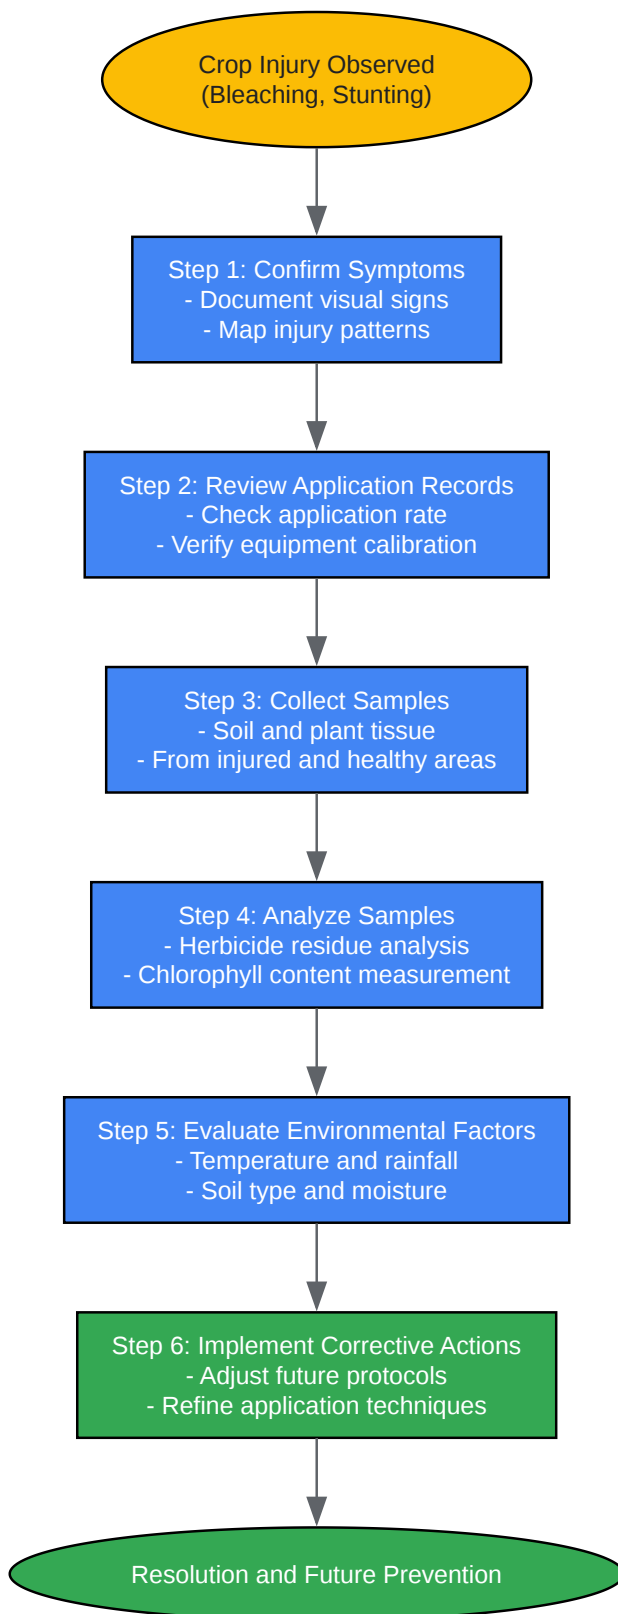 Crop Injury Observed
(Bleaching, Stunting)
Step 1: Confirm Symptoms
- Document visual signs
- Map injury patterns
Step 2: Review Application Records
- Check application rate
- Verify equipment calibration
Step 3: Collect Samples
- Soil and plant tissue
- From injured and healthy areas
Step 4: Analyze Samples
- Herbicide residue analysis
- Chlorophyll content measurement
Step 5: Evaluate Environmental Factors
- Temperature and rainfall
- Soil type and moisture
Step 6: Implement Corrective Actions
- Adjust future protocols
- Refine application techniques
Resolution and Future Prevention